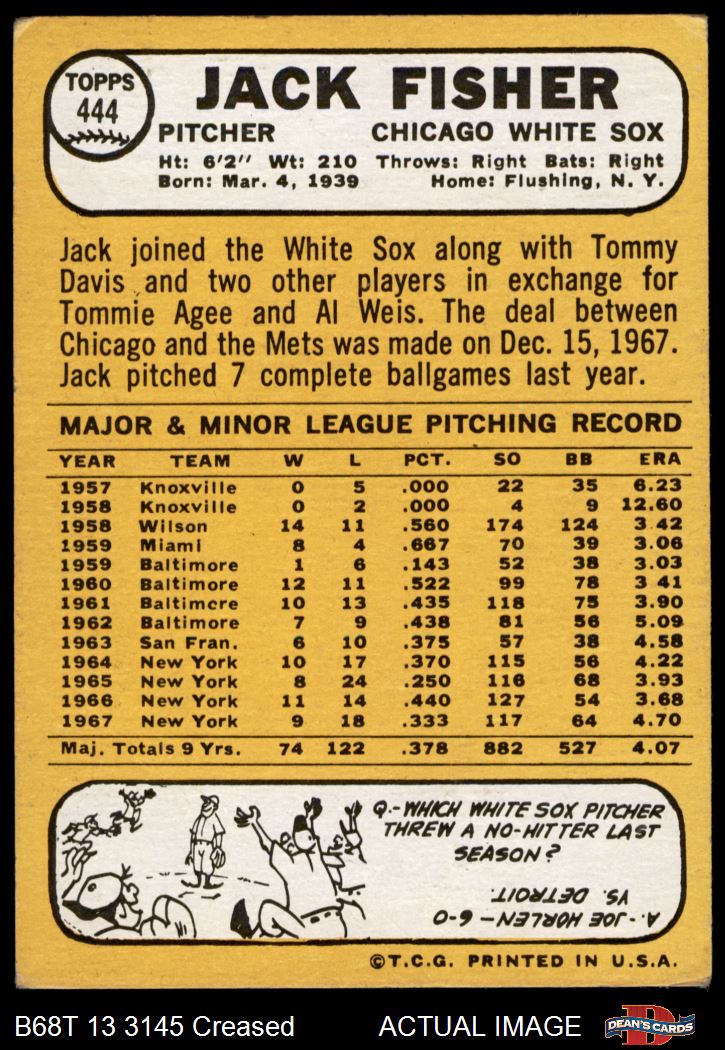 TOPPS
444
JACK FISHER
PITCHER CHICAGO WHITE SOX
Ht: 6'2" Wt: 210 Throws: Right Bats: Right
Born: Mar. 4, 1939 Home: Flushing, N. Y.
Jack joined the White Sox along with Tommy
Davis and two other players in exchange for
Tommie Agee and Al Weis. The deal between
Chicago and the Mets was made on Dec. 15, 1967.
Jack pitched 7 complete ballgames last year.
MAJOR & MINOR LEAGUE PITCHING RECORD
YEAR TEAM W L PCT. SO BB ERA
1957 Knoxville 0 5 .000 22 35 6.23
1958 Knoxville 0 2 .000 4 9 12.60
1958 Wilson 14 11 .560 174 124 3.42
1959 Miami 8 4 .667 70 39 3.06
1959 Baltimore 1 6 .143 52 38 3.03
1960 Baltimore 12 11 .522 99 78 3 41
1961 Baltimore 10 13 .435 118 75 3.90
1962 Baltimore 7 9 .438 81 56 5.09
1963 San Fran. 6 10 .375 57 38 4.58
1964 New York 10 17 .370 115 56 4.22
1965 New York 8 24 .250 116 68 3.93
1966 New York 11 14 .440 127 54 3.68
1967 New York 9 18 .333 117 64 4.70
Maj. Totals 9 Yrs. 74 122 .378 882 527 4.07
Q.-WHICH WHITE SOX PITCHER
THREW A NO-HITTER LAST
SEASON?
A.-JOE HORLEN-6-0
VS. DETROIT.
©T.C.G. PRINTED IN U.S.A.
B68T 13 3145 Creased ACTUAL IMAGE
DEAN'S CARDS